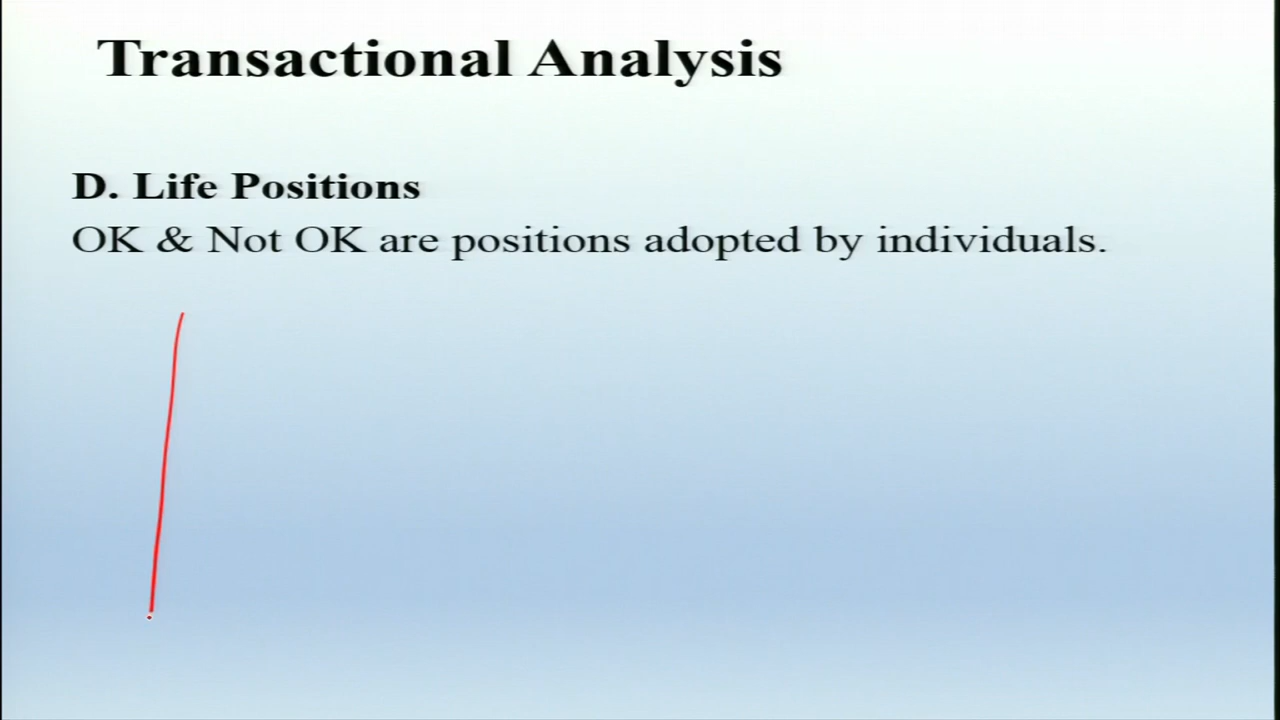 Transactional Analysis
D. Life Positions
OK & Not OK are positions adopted by individuals.